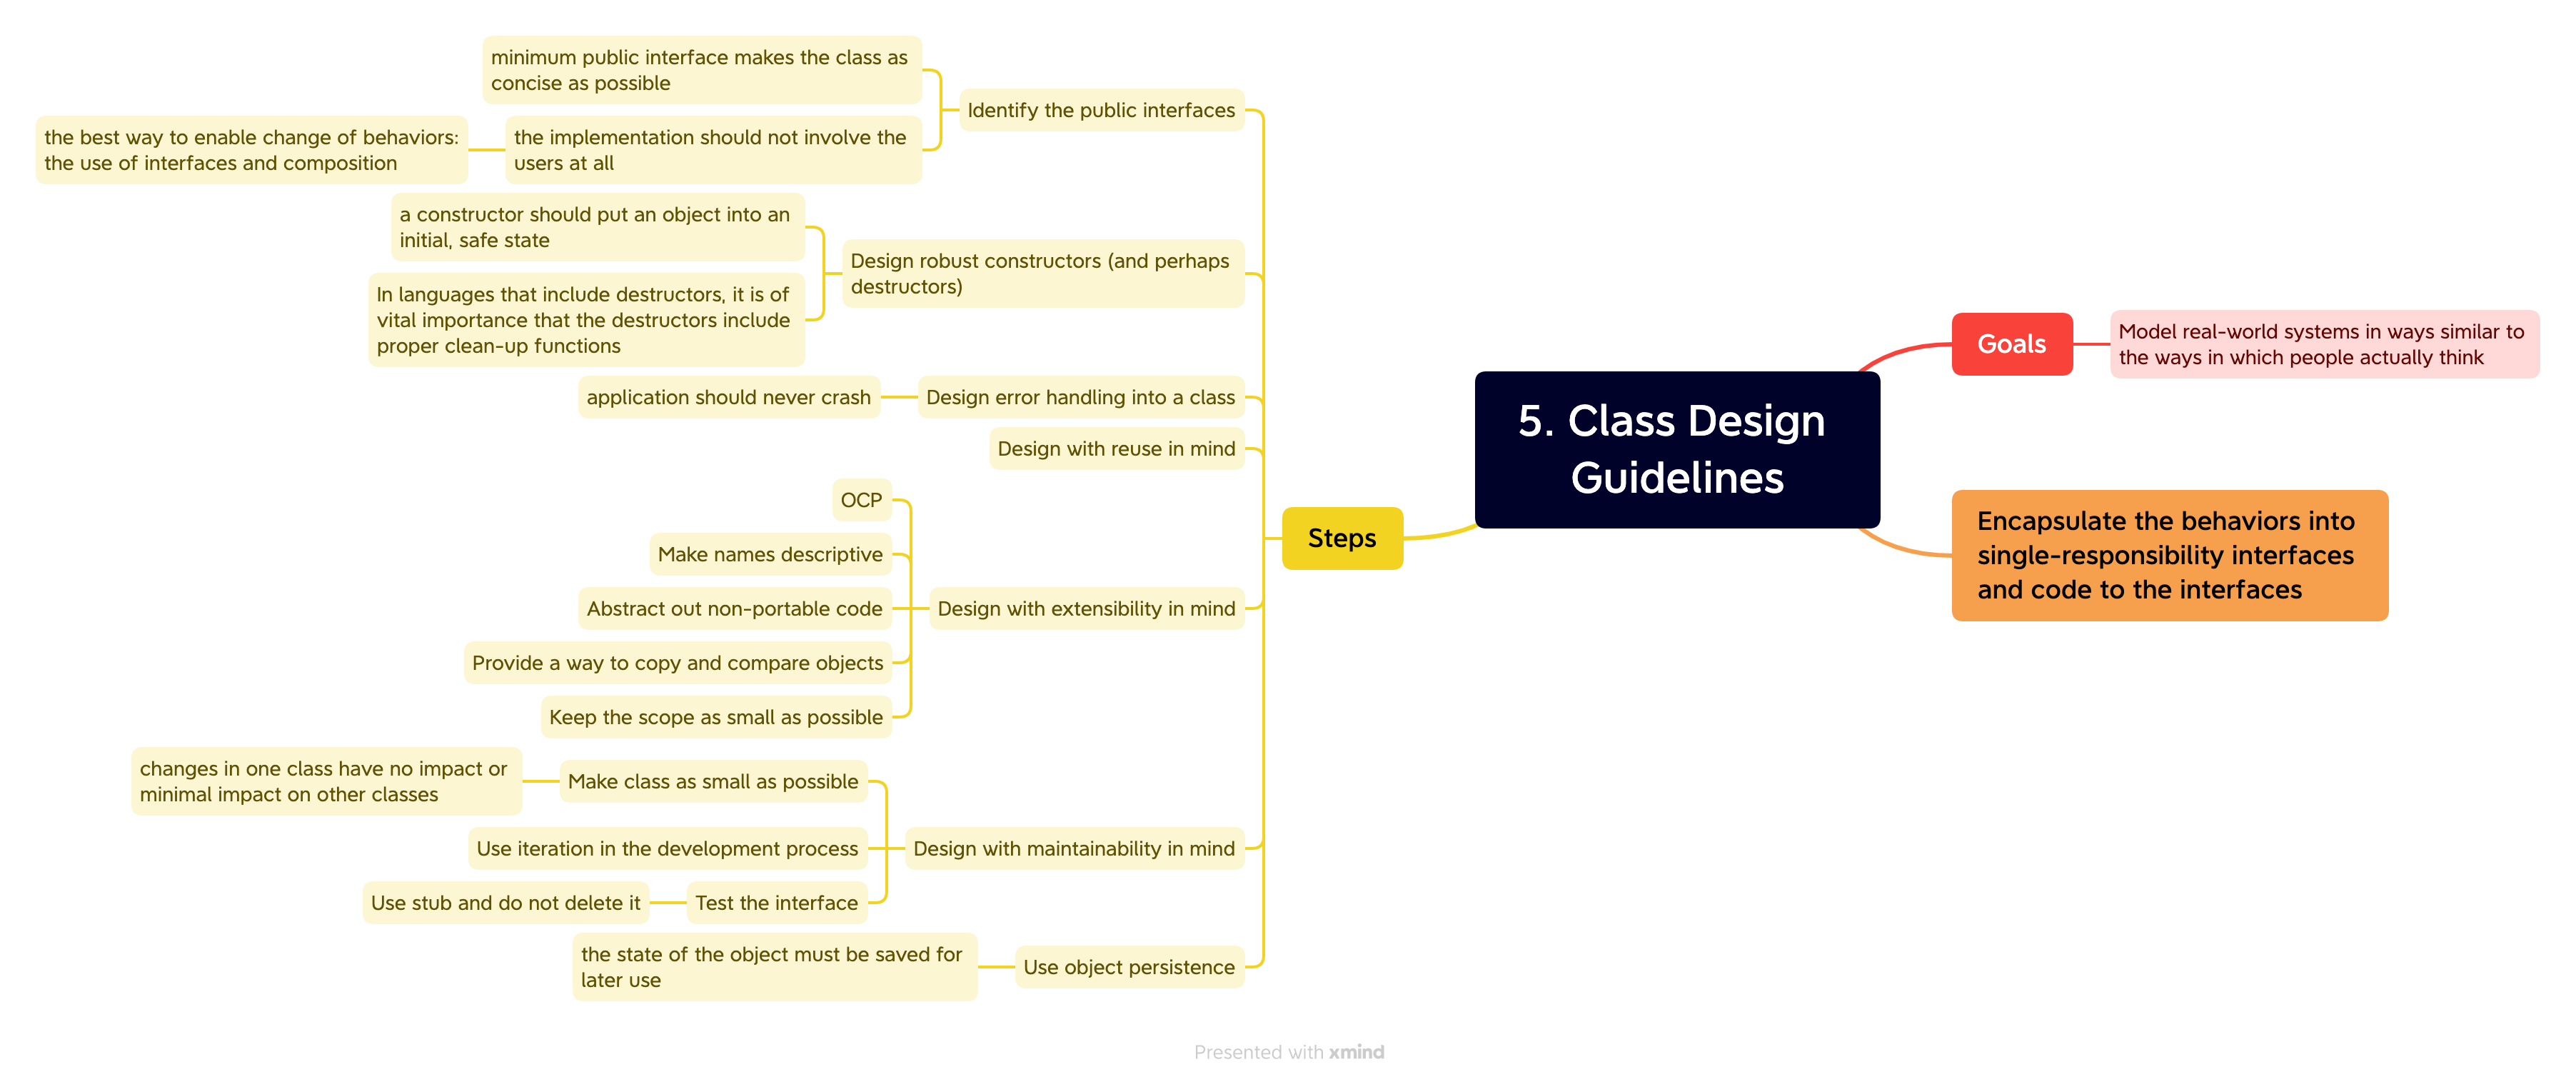 5. Class Design
Guidelines
Goals
Model real-world systems in ways similar to
the ways in which people actually think
Encapsulate the behaviors into
single-responsibility interfaces
and code to the interfaces
Steps
Identify the public interfaces
minimum public interface makes the class as
concise as possible
the implementation should not involve the
users at all
the best way to enable change of behaviors:
the use of interfaces and composition
Design robust constructors (and perhaps
destructors)
a constructor should put an object into an
initial, safe state
In languages that include destructors, it is of
vital importance that the destructors include
proper clean-up functions
Design error handling into a class
application should never crash
Design with reuse in mind
Design with extensibility in mind
OCP
Make names descriptive
Abstract out non-portable code
Provide a way to copy and compare objects
Keep the scope as small as possible
Design with maintainability in mind
Make class as small as possible
changes in one class have no impact or
minimal impact on other classes
Use iteration in the development process
Test the interface
Use stub and do not delete it
Use object persistence
the state of the object must be saved for
later use
Presented with xmind